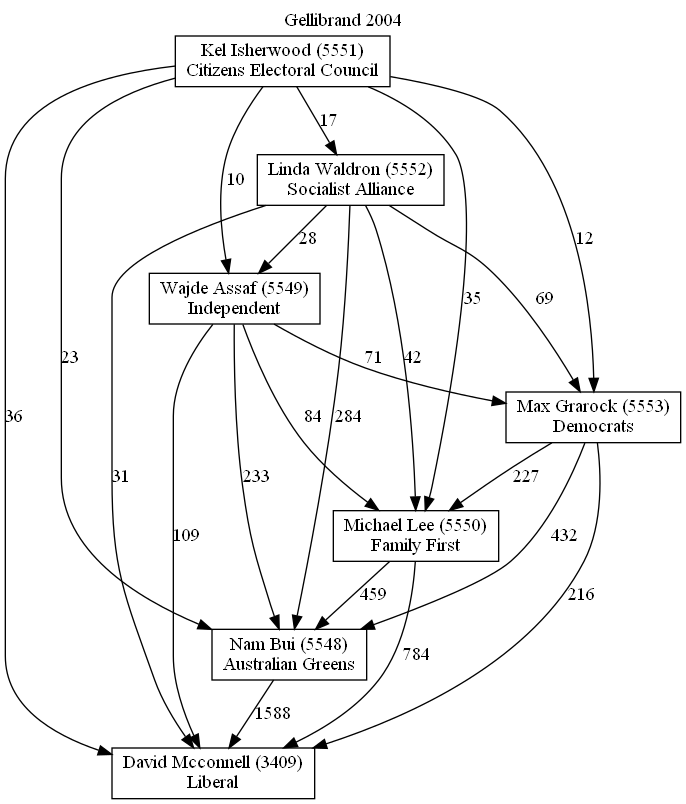 Gellibrand 2004
Kel Isherwood (5551)
Citizens Electoral Council
17
Linda Waldron (5552)
Socialist Alliance
10
12
28
Wajde Assaf (5549)
Independent
35
69
23
71
42
36
84
284
Max Grarock (5553)
Democrats
31
233
227
109
Michael Lee (5550)
Family First
432
459
216
Nam Bui (5548)
Australian Greens
784
1588
David Mcconnell (3409)
Liberal